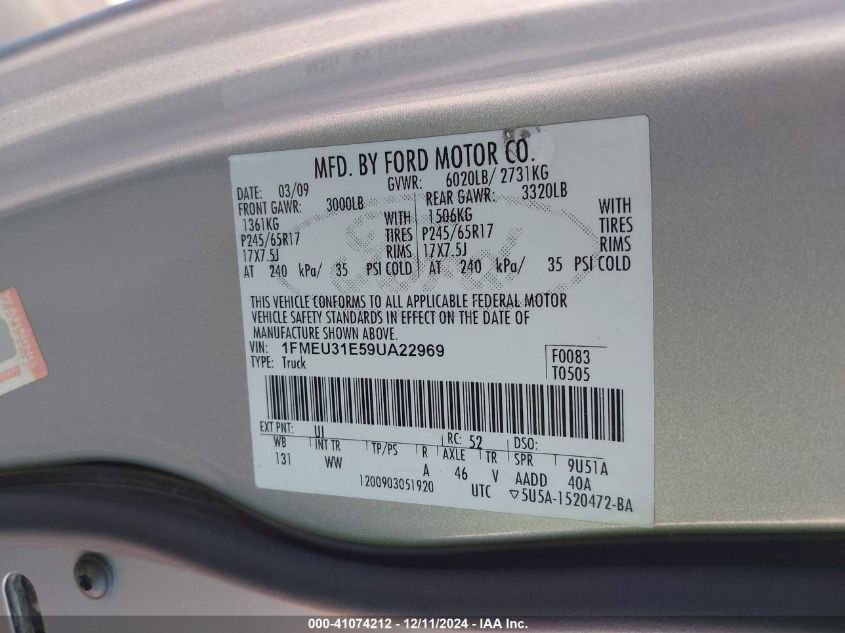 MFD. BY FORD MOTOR CO.
DATE: 03/09 GVWR: 6020LB/ 2731KG
FRONT GAWR: 3000LB REAR GAWR: 3320LB
1361KG WITH 1506KG WITH
P245/65R17 TIRES P245/65R17 TIRES
17X7.5J RIMS 17X7.5J RIMS
AT 240 kPa/ 35 PSI COLD AT 240 kPa/ 35 PSI COLD
THIS VEHICLE CONFORMS TO ALL APPLICABLE FEDERAL MOTOR
VEHICLE SAFETY STANDARDS IN EFFECT ON THE DATE OF
MANUFACTURE SHOWN ABOVE.
VIN: 1FMEU31E59UA22969 F0083
TYPE: Truck T0505
EXT PNT: UI RC: 52 DSO:
WB INT TR TP/PS R AXLE TR SPR 9U51A
131 WW A 46 V AADD 40A
1200903051920 UTC ▽5U5A-1520472-BA
000-41074212 - 12/11/2024 - IAA Inc.